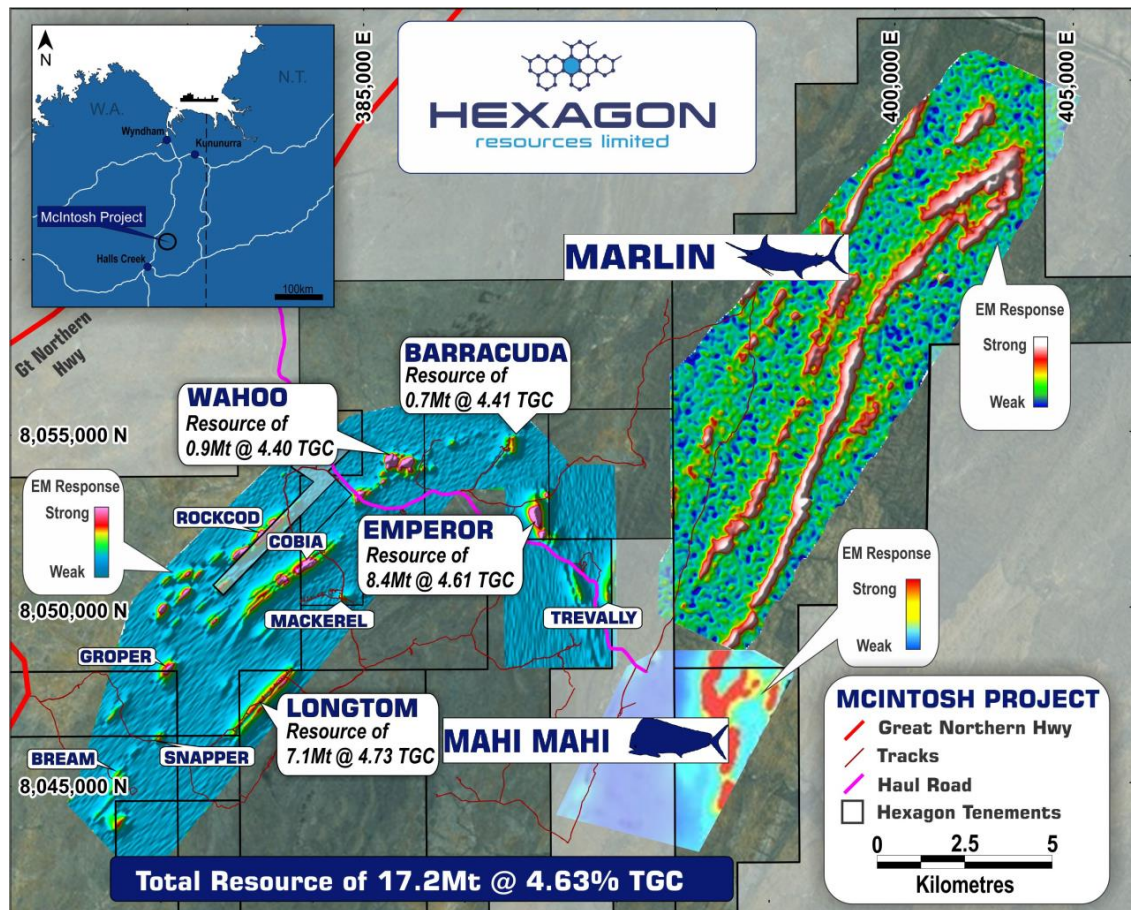 N
W.A.
N.T.
Wyndham
Kununurra
McIntosh Project
Halls Creek
100km
385,000 E
HEXAGON
resources limited
400,000 E
405,000 E
MARLIN
EM Response
Strong
Weak
Gt Northern
Hwy
BARRACUDA
Resource of
0.7Mt @ 4.41 TGC
WAHOO
Resource of
0.9Mt @ 4.40 TGC
8,055,000 N
EM Response
Strong
Weak
ROCKCOD
COBIA
EMPEROR
Resource of
8.4Mt @ 4.61 TGC
8,050,000 N
MACKEREL
TREVALLY
EM Response
Strong
Weak
GROPER
LONGTOM
Resource of
7.1Mt @ 4.73 TGC
MAHI MAHI
BREAM
SNAPPER
8,045,000 N
MCINTOSH PROJECT
Great Northern Hwy
Tracks
Haul Road
Hexagon Tenements
0 2.5 5
Kilometres
Total Resource of 17.2Mt @ 4.63% TGC